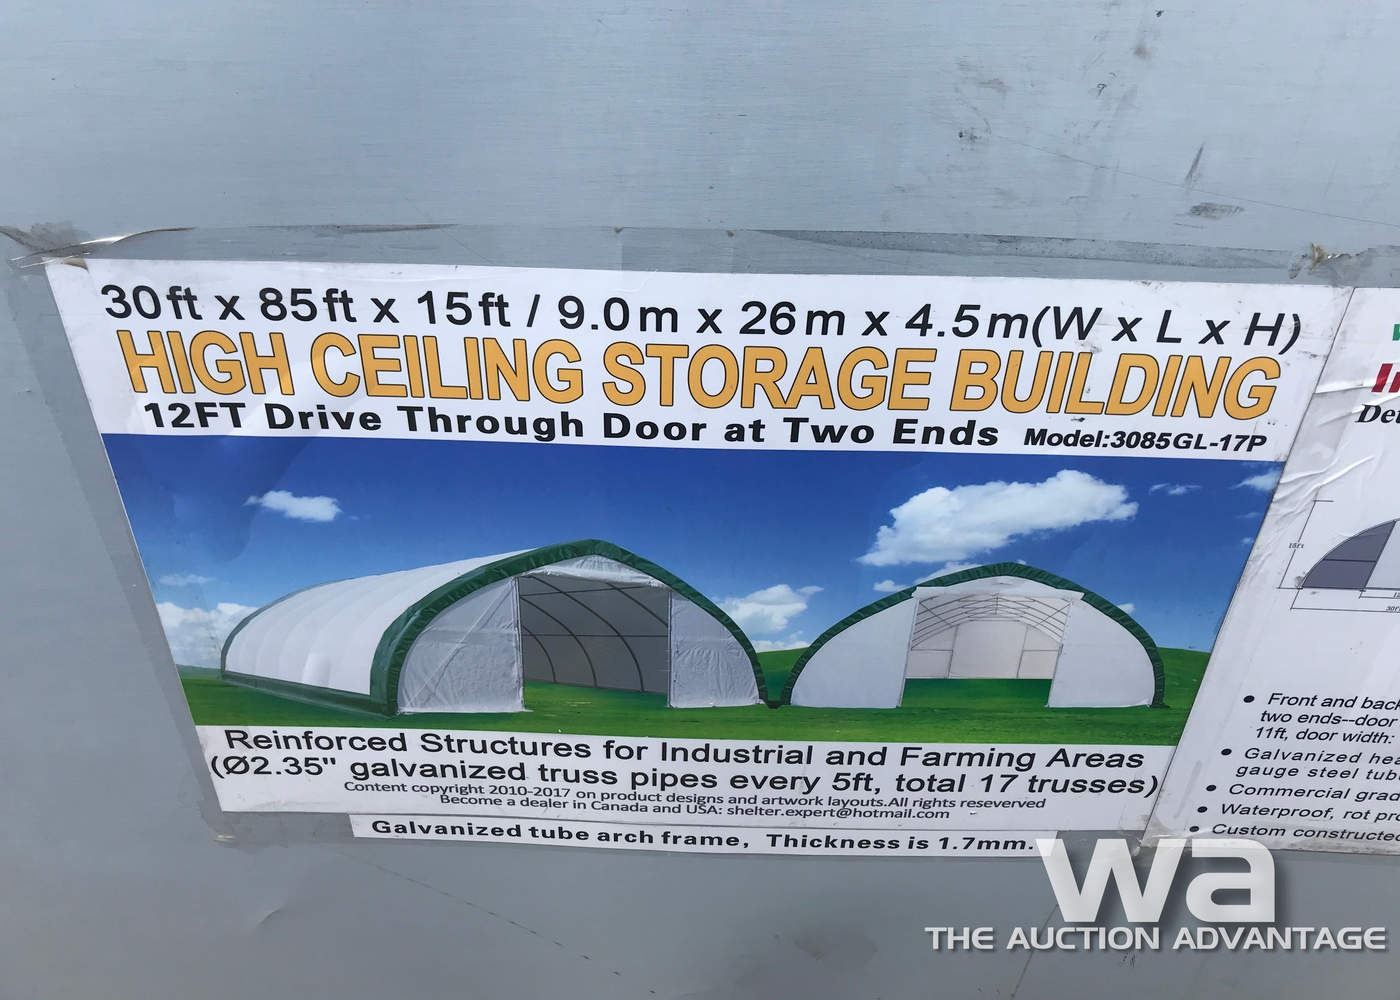 30ft x 85ft x 15ft / 9.0m x 26m x 4.5m(W x L x H)
HIGH CEILING STORAGE BUILDING
12FT Drive Through Door at Two Ends Model:3085GL-17P
Reinforced Structures for Industrial and Farming Areas
(Ø2.35" galvanized truss pipes every 5ft, total 17 trusses)
Content copyright 2010-2017 on product designs and artwork layouts.All rights reseverved
Become a dealer in Canada and USA: shelter.expert@hotmail.com
Galvanized tube arch frame, Thickness is 1.7mm.
15ft
• Front and back
two ends--door
11ft, door width:
• Galvanized
gauge steel
• Commercial
• Waterproof, rot
• Custom constructed
wa
THE AUCTION ADVANTAGE